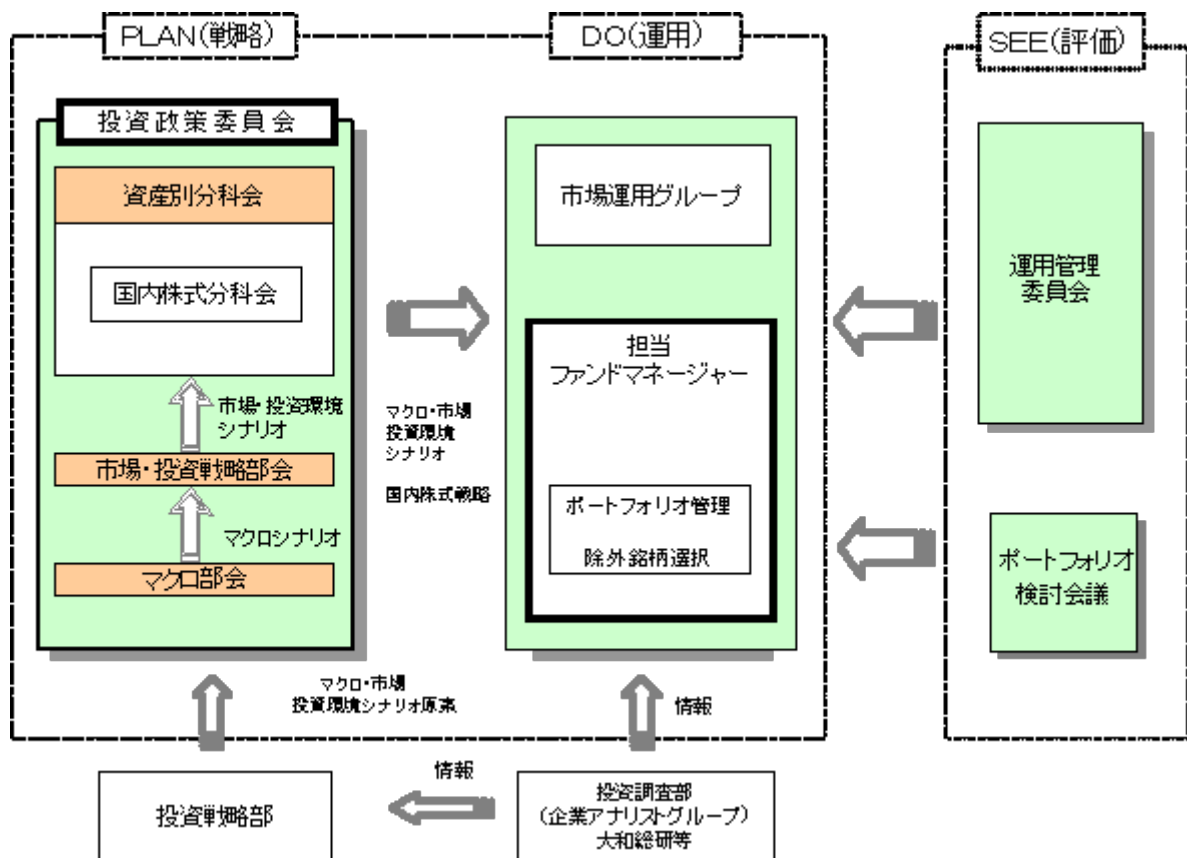 PLAN(戦略)
DO(運用)
SEE(評価)
投資政策委員会
資産別分科会
国内株式分科会
市場・投資環境
シナリオ
市場・投資戦略部会
マクロシナリオ
マクロ部会
マクロ・市場
投資環境
シナリオ
国内株式戦略
市場運用グループ
担当
ファンドマネージャー
ポートフォリオ管理
除外銘柄選択
運用管理
委員会
ポートフォリオ
検討会議
マクロ・市場
投資環境シナリオ原案
情報
投資戦略部
情報
投資調査部
(企業アナリストグループ)
大和総研等